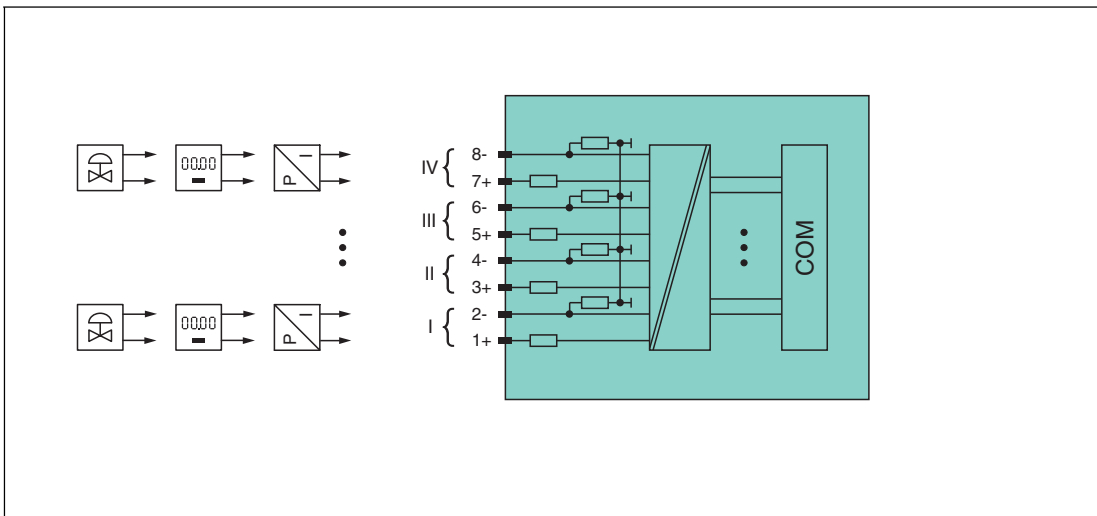 00.00
I
P
IV
8-
7+
III
6-
5+
II
4-
3+
00.00
I
P
I
2-
1+
COM